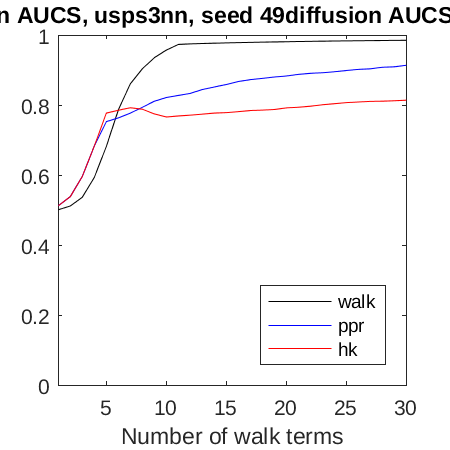 n AUCS, usps3nn, seed 49diffusion AUCS
1
0.8
0.6
0.4
0.2
0
walk
ppr
hk
5 10 15 20 25 30
Number of walk terms